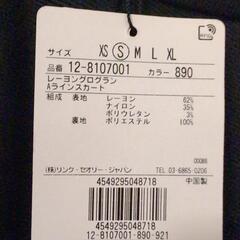 サイズ XS S M L XL
品番 12-8107001 カラー 890
レーヨングログラン
Aラインスカート
組成 表地 レーヨン 62%
ナイロン 35%
ポリウレタン 3%
裏地 ポリエステル 100%
00086
(株)リンク・セオリー・ジャパン TEL 03-6865-0206
4549295048718 中国製
4549295048718
12-8107001-890-921